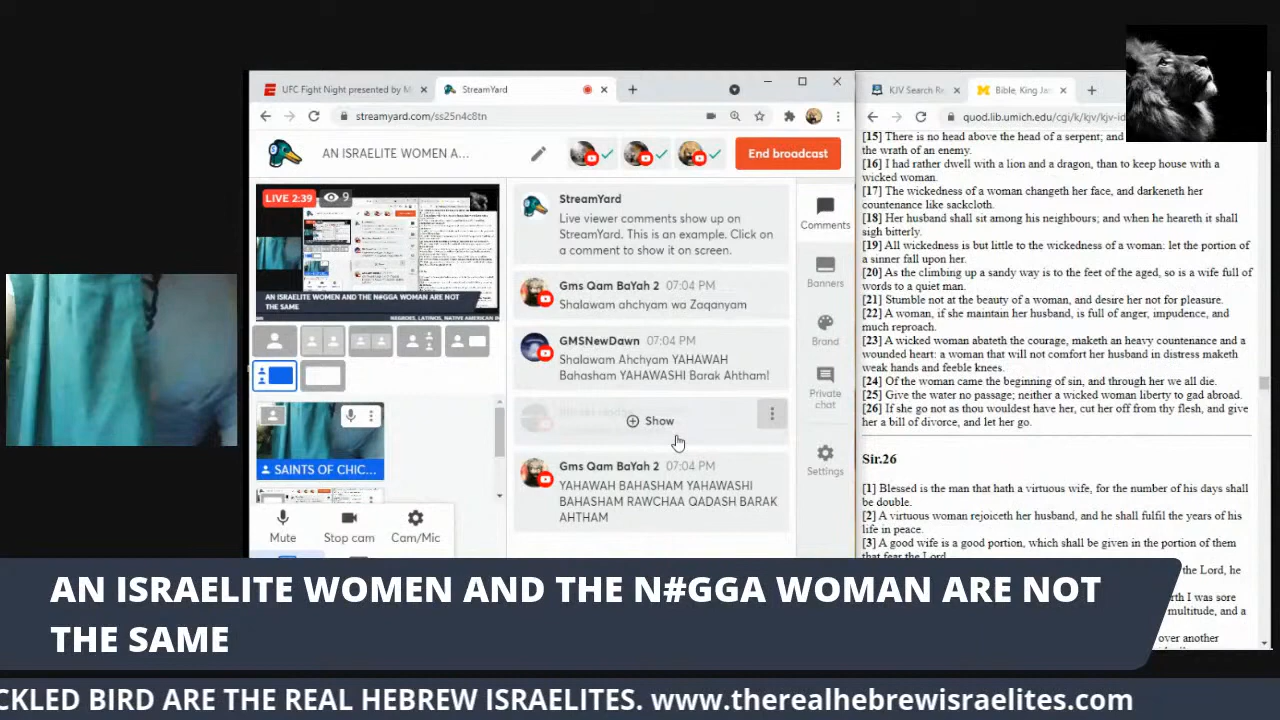 UFC Fight Night presented by M
StreamYard
streamyard.com/ss25n4c8tn
AN ISRAELITE WOMEN A...
End broadcast
LIVE 2:39
9
AN ISRAELITE WOMEN AND THE N#GGA WOMAN ARE NOT
THE SAME
NEGROES, LATINOS, NATIVE AMERICAN
SAINTS OF CHIC...
Mute
Stop cam
Cam/Mic
StreamYard
Live viewer comments show up on
StreamYard. This is an example. Click on
a comment to show it on screen.
Gms Qam BaYah 2 07:04 PM
Shalawam ahchyam wa Zaqanyam
GMSNewDawn 07:04 PM
Shalawam Ahchyam YAHAWAH
Bahasham YAHAWASHI Barak Ahtham!
Show
Gms Qam BaYah 2 07:04 PM
YAHAWAH BAHASHAM YAHAWASHI
BAHASHAM RAWCHAA QADASH BARAK
AHTHAM
Comments
Banners
Brand
Private
chat
Settings
KJV Search Re
Bible, King Jam
quod.lib.umich.edu/cgi/k/kjv/kjv-id
[15] There is no head above the head of a serpent; and
the wrath of an enemy.
[16] I had rather dwell with a lion and a dragon, than to keep house with a
wicked woman.
[17] The wickedness of a woman changeth her face, and darkeneth her
countenance like sackcloth.
[18] Her husband shall sit among his neighbours; and when he heareth it shall
sigh bitterly.
[19] All wickedness is but little to the wickedness of a woman: let the portion of
a sinner fall upon her.
[20] As the climbing up a sandy way is to the feet of the aged, so is a wife full of
words to a quiet man.
[21] Stumble not at the beauty of a woman, and desire her not for pleasure.
[22] A woman, if she maintain her husband, is full of anger, impudence, and
much reproach.
[23] A wicked woman abateth the courage, maketh an heavy countenance and a
wounded heart: a woman that will not comfort her husband in distress maketh
weak hands and feeble knees.
[24] Of the woman came the beginning of sin, and through her we all die.
[25] Give the water no passage; neither a wicked woman liberty to gad abroad.
[26] If she go not as thou wouldest have her, cut her off from thy flesh, and give
her a bill of divorce, and let her go.
Sir.26
[1] Blessed is the man that hath a virtuous wife, for the number of his days shall
be double.
[2] A virtuous woman rejoiceth her husband, and he shall fulfil the years of his
life in peace.
[3] A good wife is a good portion, which shall be given in the portion of them
that fear the Lord.
the Lord, he
rth I was sore
multitude, and a
over another
AN ISRAELITE WOMEN AND THE N#GGA WOMAN ARE NOT
THE SAME
CKLED BIRD ARE THE REAL HEBREW ISRAELITES. www.therealhebrewisraelites.com